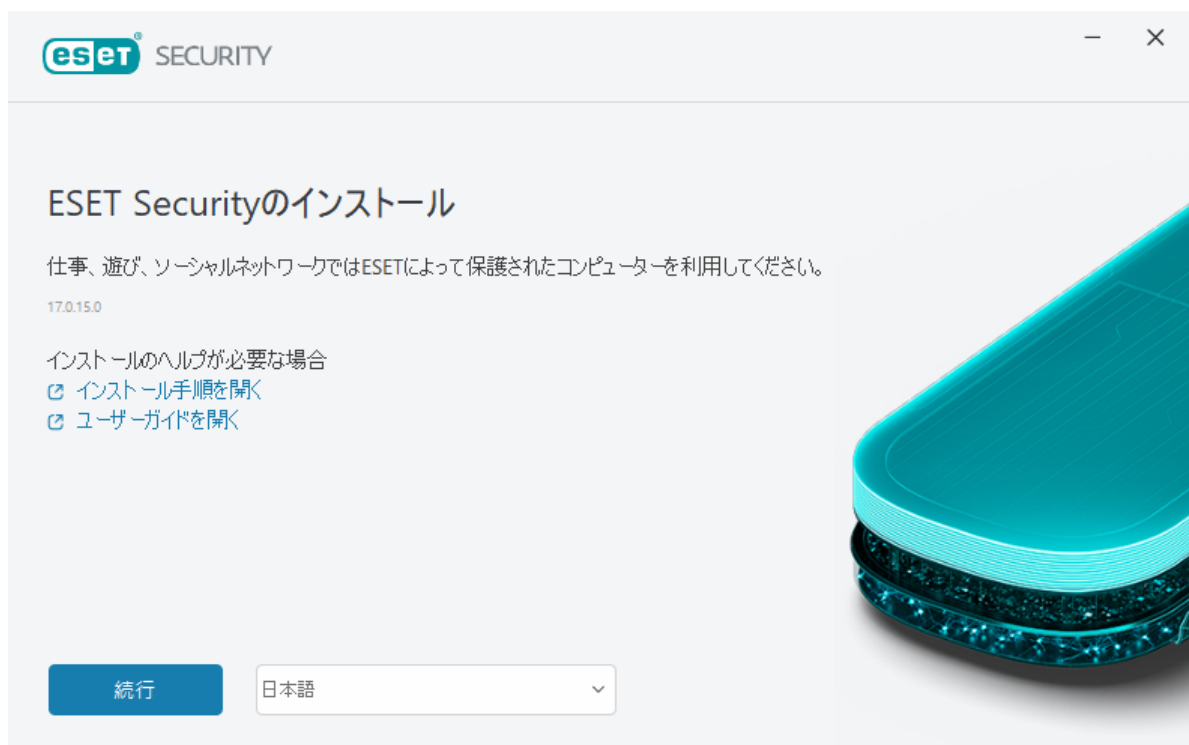 eset® SECURITY
ESET Securityのインストール
仕事、遊び、ソーシャルネットワークではESETによって保護されたコンピューターを利用してください。
17.0.15.0
インストールのヘルプが必要な場合
インストール手順を開く
ユーザーガイドを開く
続行
日本語